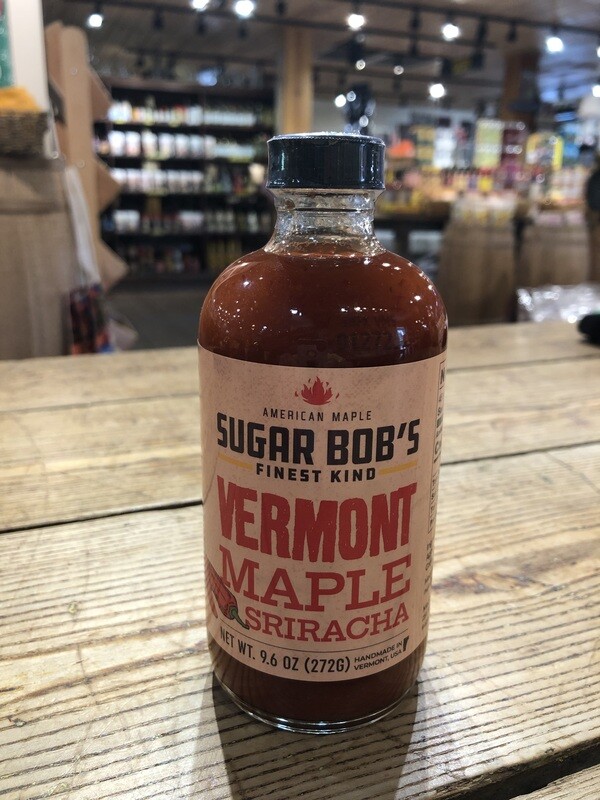 AMERICAN MAPLE
SUGAR BOB'S
FINEST KIND
VERMONT
MAPLE
SRIRACHA
NET WT. 9.6 OZ (272G)
HANDMADE IN
VERMONT, USA